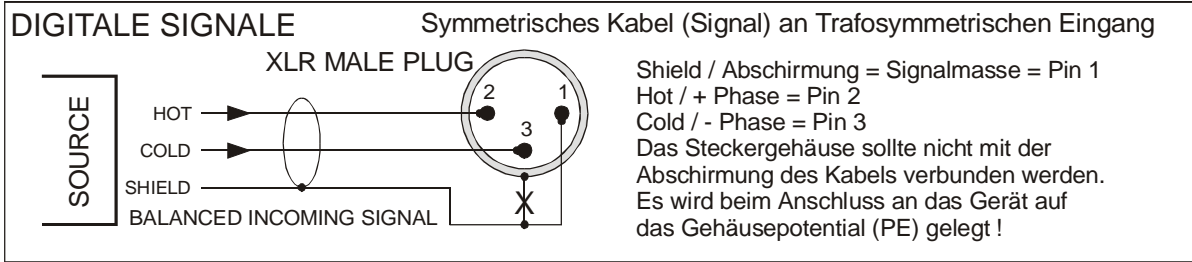 DIGITALE SIGNALE
Symmetrisches Kabel (Signal) an Trafosymmetrischen Eingang
XLR MALE PLUG
SOURCE
HOT
COLD
SHIELD
BALANCED INCOMING SIGNAL
2
1
3
X
Shield / Abschirmung = Signalmasse = Pin 1
Hot / + Phase = Pin 2
Cold / - Phase = Pin 3
Das Steckergehäuse sollte nicht mit der
Abschirmung des Kabels verbunden werden.
Es wird beim Anschluss an das Gerät auf
das Gehäusepotential (PE) gelegt !